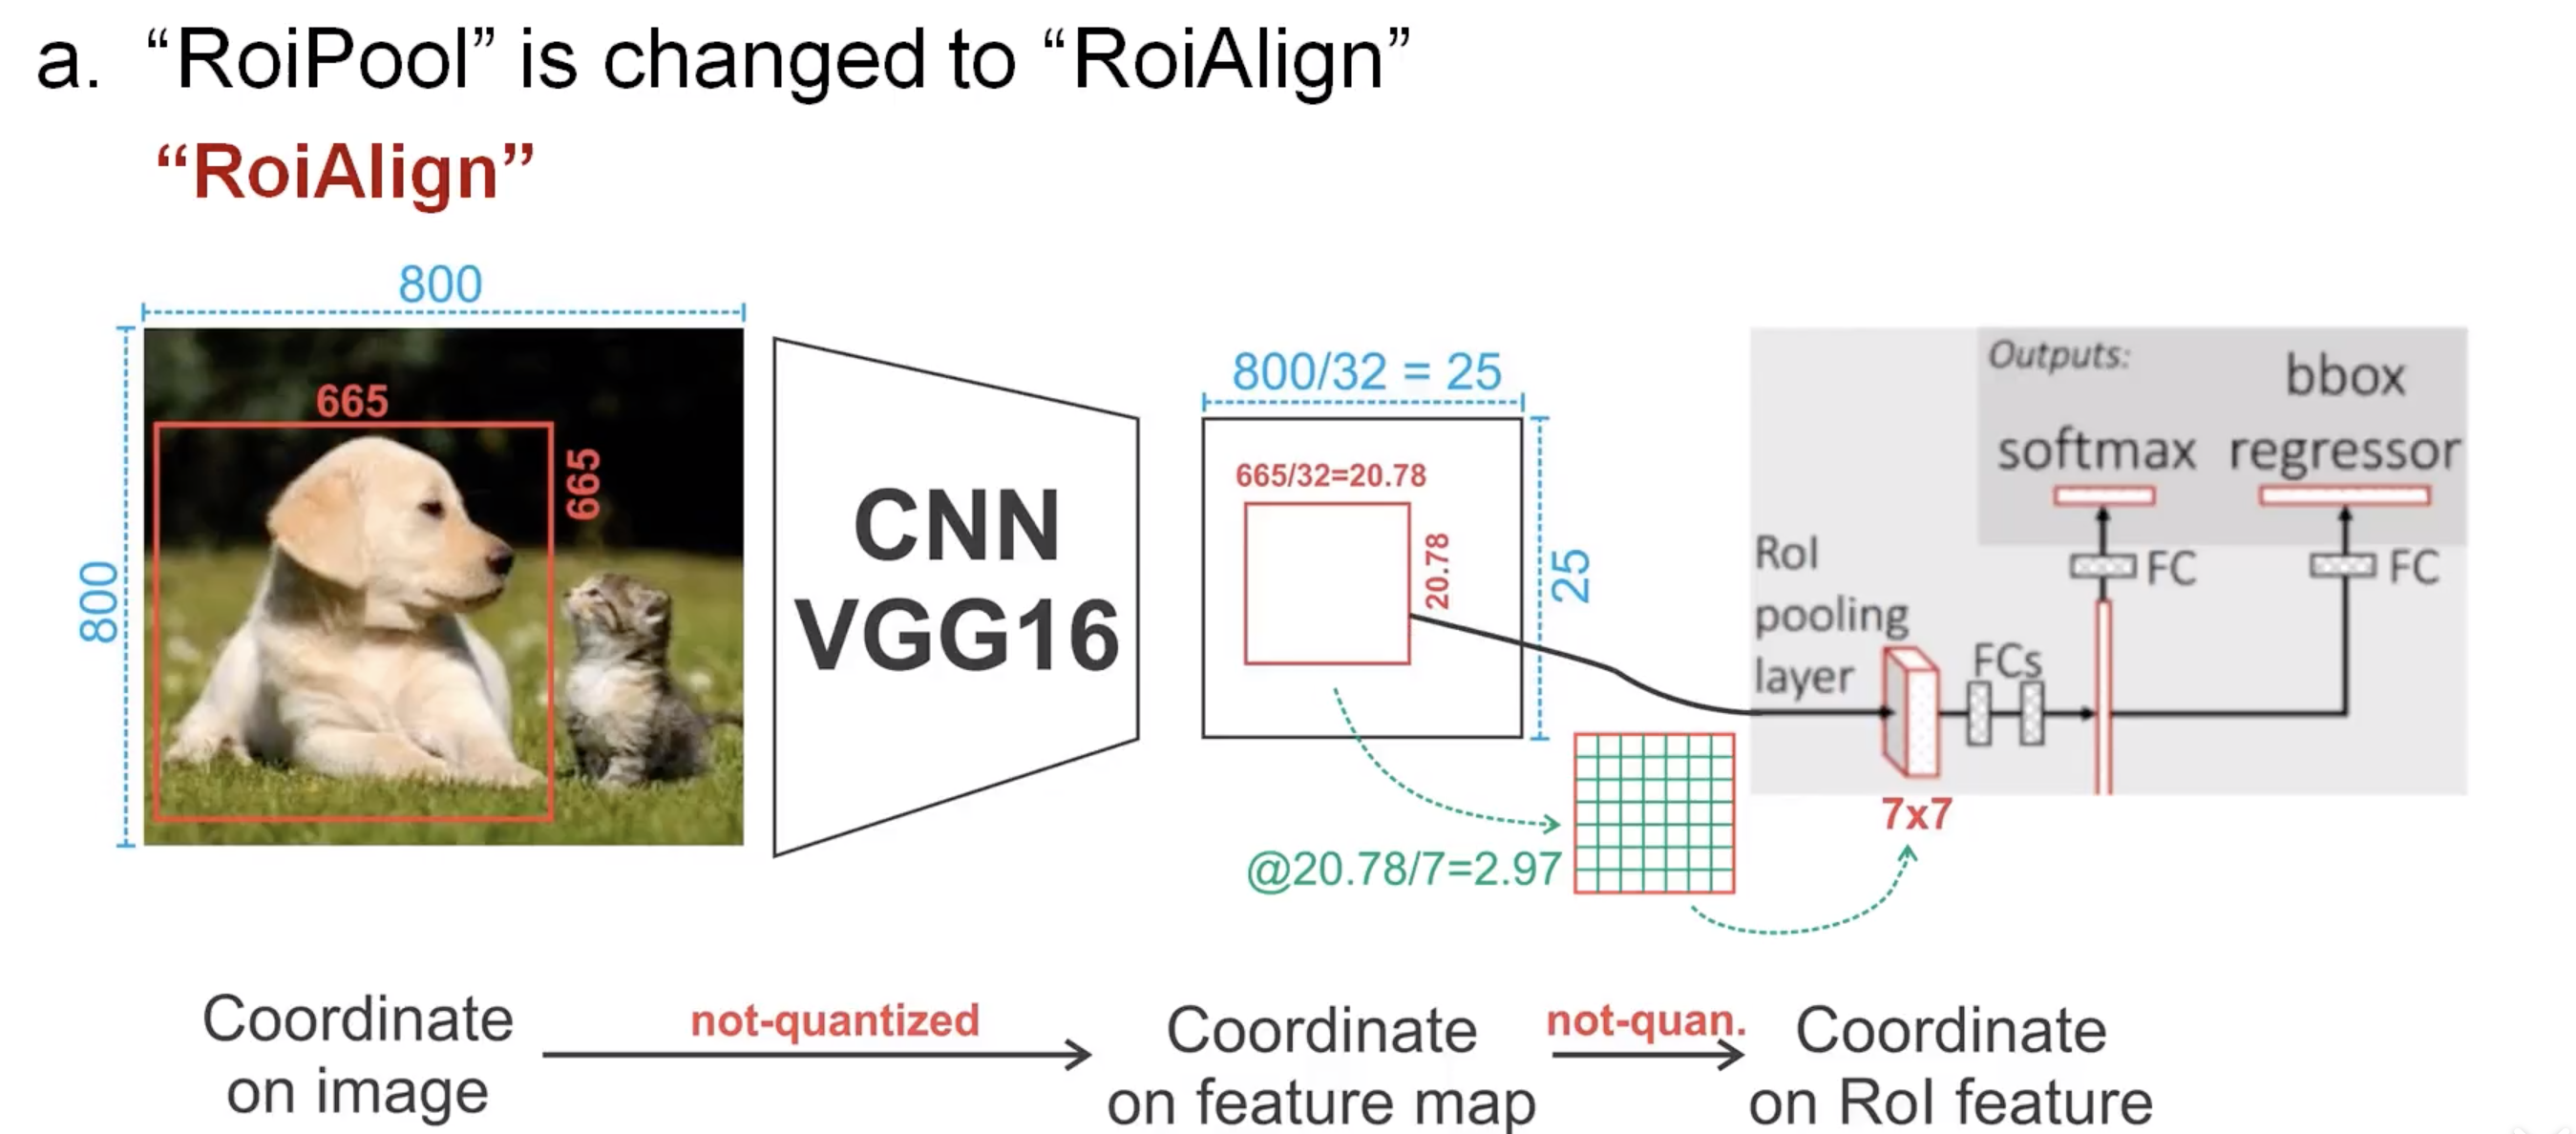 a. “RoiPool” is changed to “RoiAlign”
“RoiAlign”
800
800
665
665
CNN
VGG16
800/32 = 25
25
665/32=20.78
20.78
@20.78/7=2.97
RoI
pooling
layer
FCs
7x7
Outputs:
softmax
bbox
regressor
FC
FC
Coordinate
on image
not-quantized
Coordinate
on feature map
not-quan.
Coordinate
on RoI feature